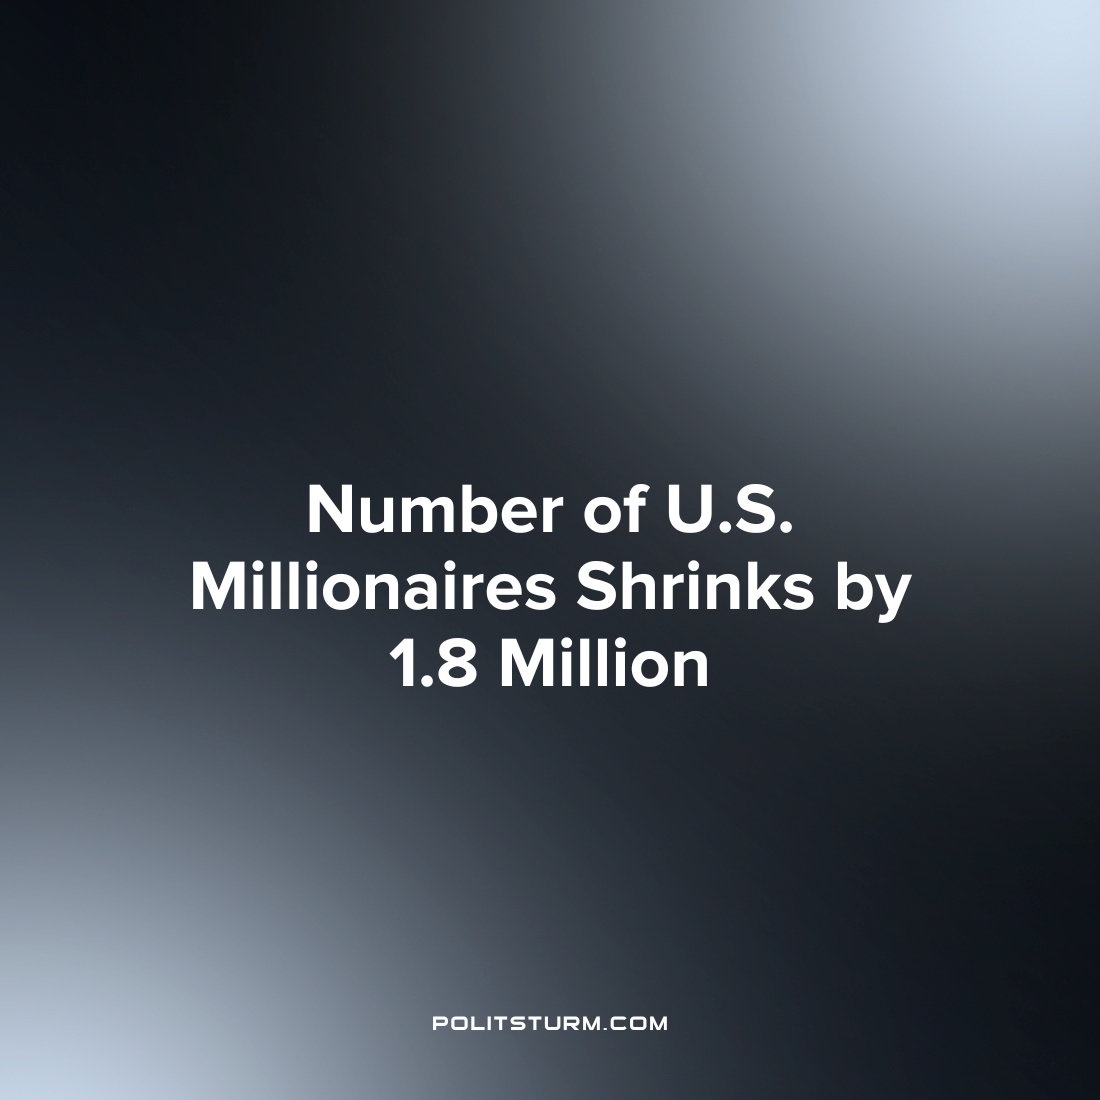 Number of U.S.
Millionaires Shrinks by
1.8 Million
POLITSTURM.COM